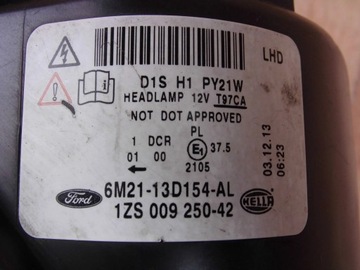 LHD
D1S H1 PY21W
HEADLAMP 12V T97CA
NOT DOT APPROVED
PL
1 DCR E1 37.5
01 00
2105
03.12.13
06:23
Ford 6M21-13D154-AL HELLA
1ZS 009 250-42